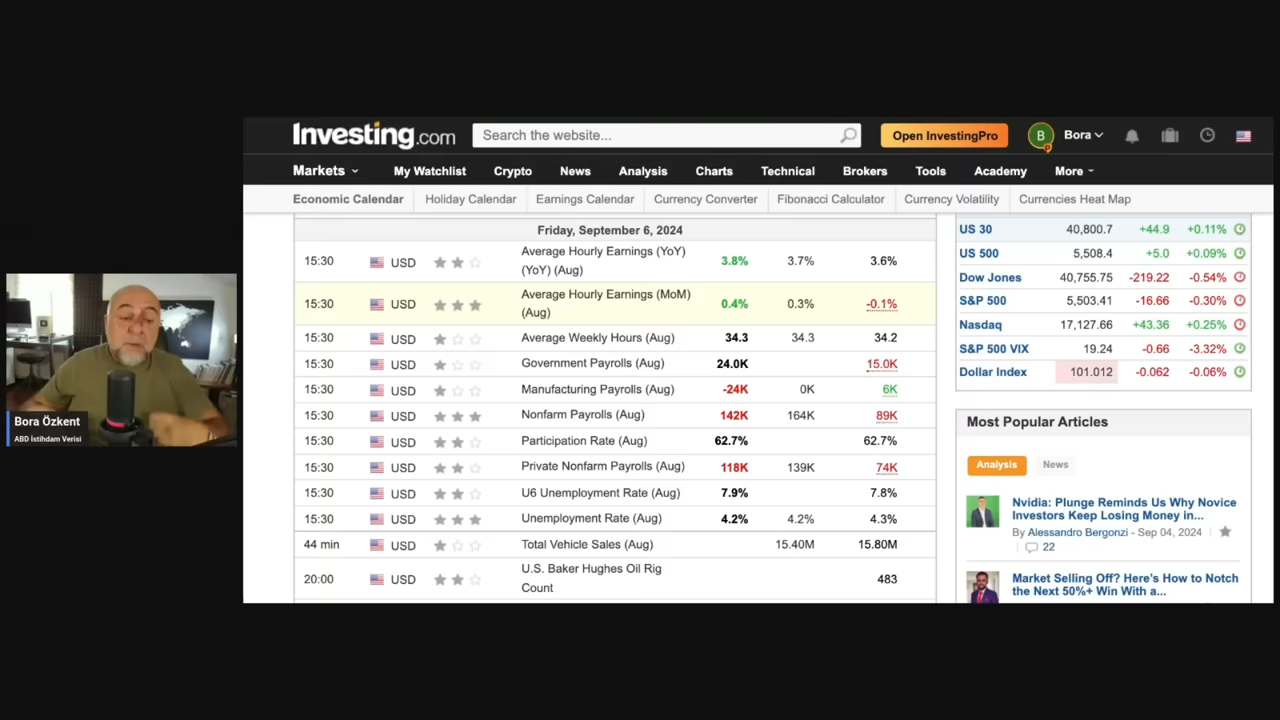 Investing.com
Search the website...
Open InvestingPro
B
Bora
Markets
My Watchlist
Crypto
News
Analysis
Charts
Technical
Brokers
Tools
Academy
More
Economic Calendar
Holiday Calendar
Earnings Calendar
Currency Converter
Fibonacci Calculator
Currency Volatility
Currencies Heat Map
Friday, September 6, 2024
15:30 USD Average Hourly Earnings (YoY) (YoY) (Aug) 3.8% 3.7% 3.6%
15:30 USD Average Hourly Earnings (MoM) (Aug) 0.4% 0.3% -0.1%
15:30 USD Average Weekly Hours (Aug) 34.3 34.3 34.2
15:30 USD Government Payrolls (Aug) 24.0K 15.0K
15:30 USD Manufacturing Payrolls (Aug) -24K 0K 6K
15:30 USD Nonfarm Payrolls (Aug) 142K 164K 89K
15:30 USD Participation Rate (Aug) 62.7% 62.7%
15:30 USD Private Nonfarm Payrolls (Aug) 118K 139K 74K
15:30 USD U6 Unemployment Rate (Aug) 7.9% 7.8%
15:30 USD Unemployment Rate (Aug) 4.2% 4.2% 4.3%
44 min USD Total Vehicle Sales (Aug) 15.40M 15.80M
20:00 USD U.S. Baker Hughes Oil Rig Count 483
US 30 40,800.7 +44.9 +0.11%
US 500 5,508.4 +5.0 +0.09%
Dow Jones 40,755.75 -219.22 -0.54%
S&P 500 5,503.41 -16.66 -0.30%
Nasdaq 17,127.66 +43.36 +0.25%
S&P 500 VIX 19.24 -0.66 -3.32%
Dollar Index 101.012 -0.062 -0.06%
Most Popular Articles
Analysis
News
Nvidia: Plunge Reminds Us Why Novice
Investors Keep Losing Money in...
By Alessandro Bergonzi - Sep 04, 2024
22
Market Selling Off? Here's How to Notch
the Next 50%+ Win With a...
Bora Özkent
ABD İstihdam Verisi